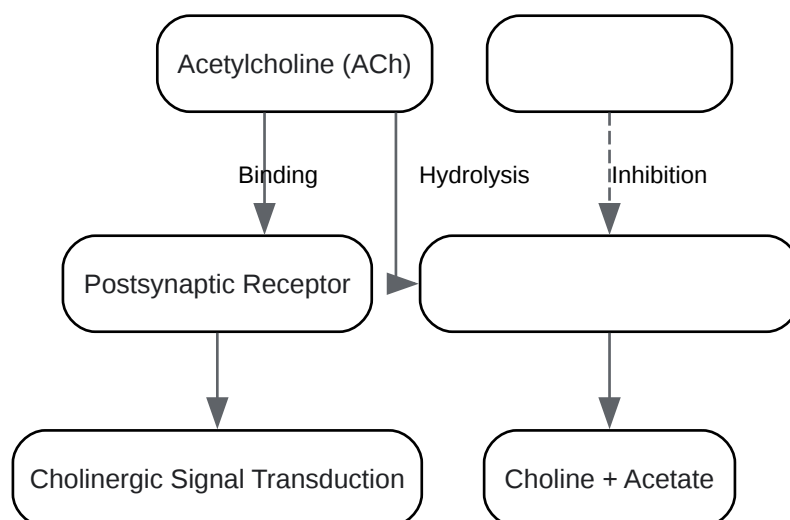 Acetylcholine (ACh)
Binding
Hydrolysis
Inhibition
Postsynaptic Receptor
Cholinergic Signal Transduction
Choline + Acetate